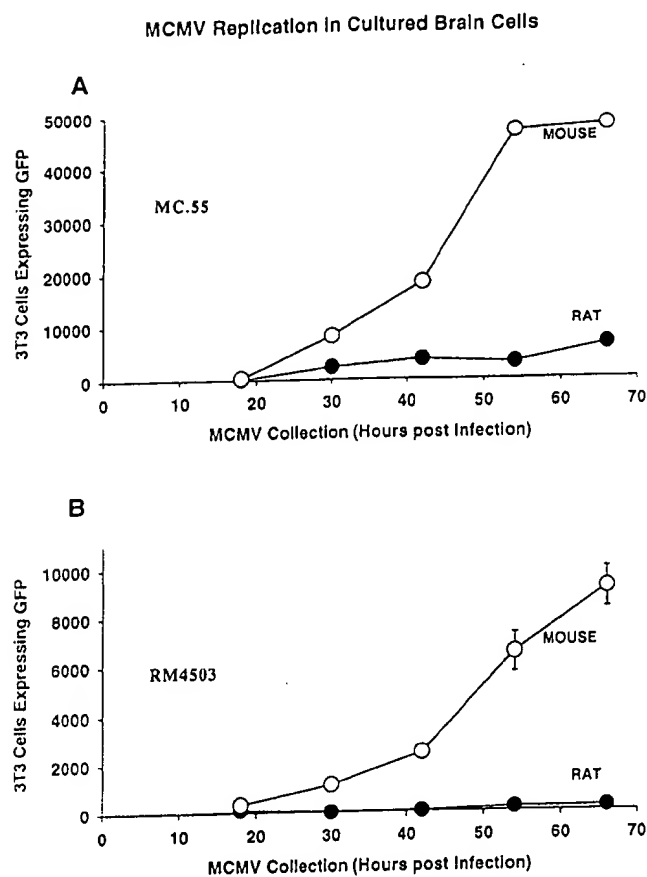 MCMV Replication in Cultured Brain Cells
A
50000
40000
30000
20000
10000
0
3T3 Cells Expressing GFP
MC.55
MOUSE
RAT
0 10 20 30 40 50 60 70
MCMV Collection (Hours post Infection)
B
10000
8000
6000
4000
2000
0
3T3 Cells Expressing GFP
RM4503
MOUSE
RAT
0 10 20 30 40 50 60 70
MCMV Collection (Hours post Infection)